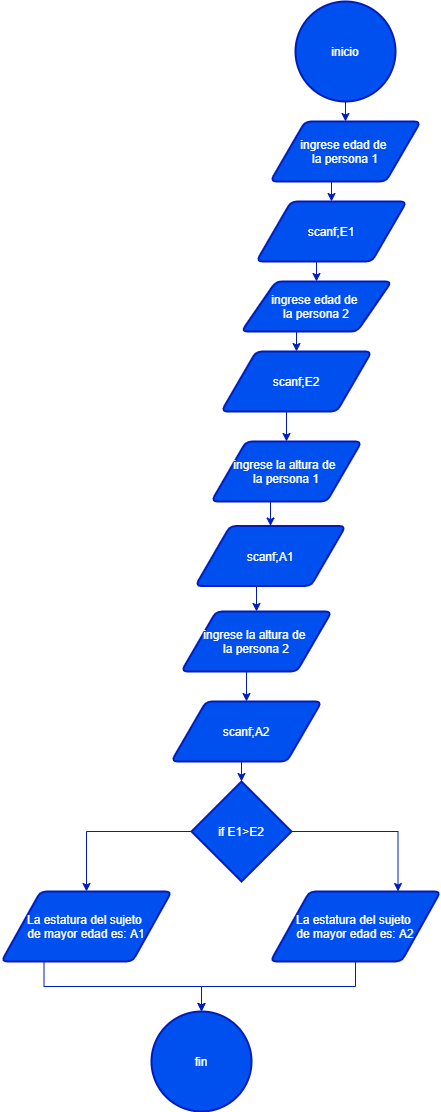 inicio
ingrese edad de
la persona 1
scanf;E1
ingrese edad de
la persona 2
scanf;E2
ingrese la altura de
la persona 1
scanf;A1
ingrese la altura de
la persona 2
scanf;A2
if E1>E2
La estatura del sujeto
de mayor edad es: A1
La estatura del sujeto
de mayor edad es: A2
fin